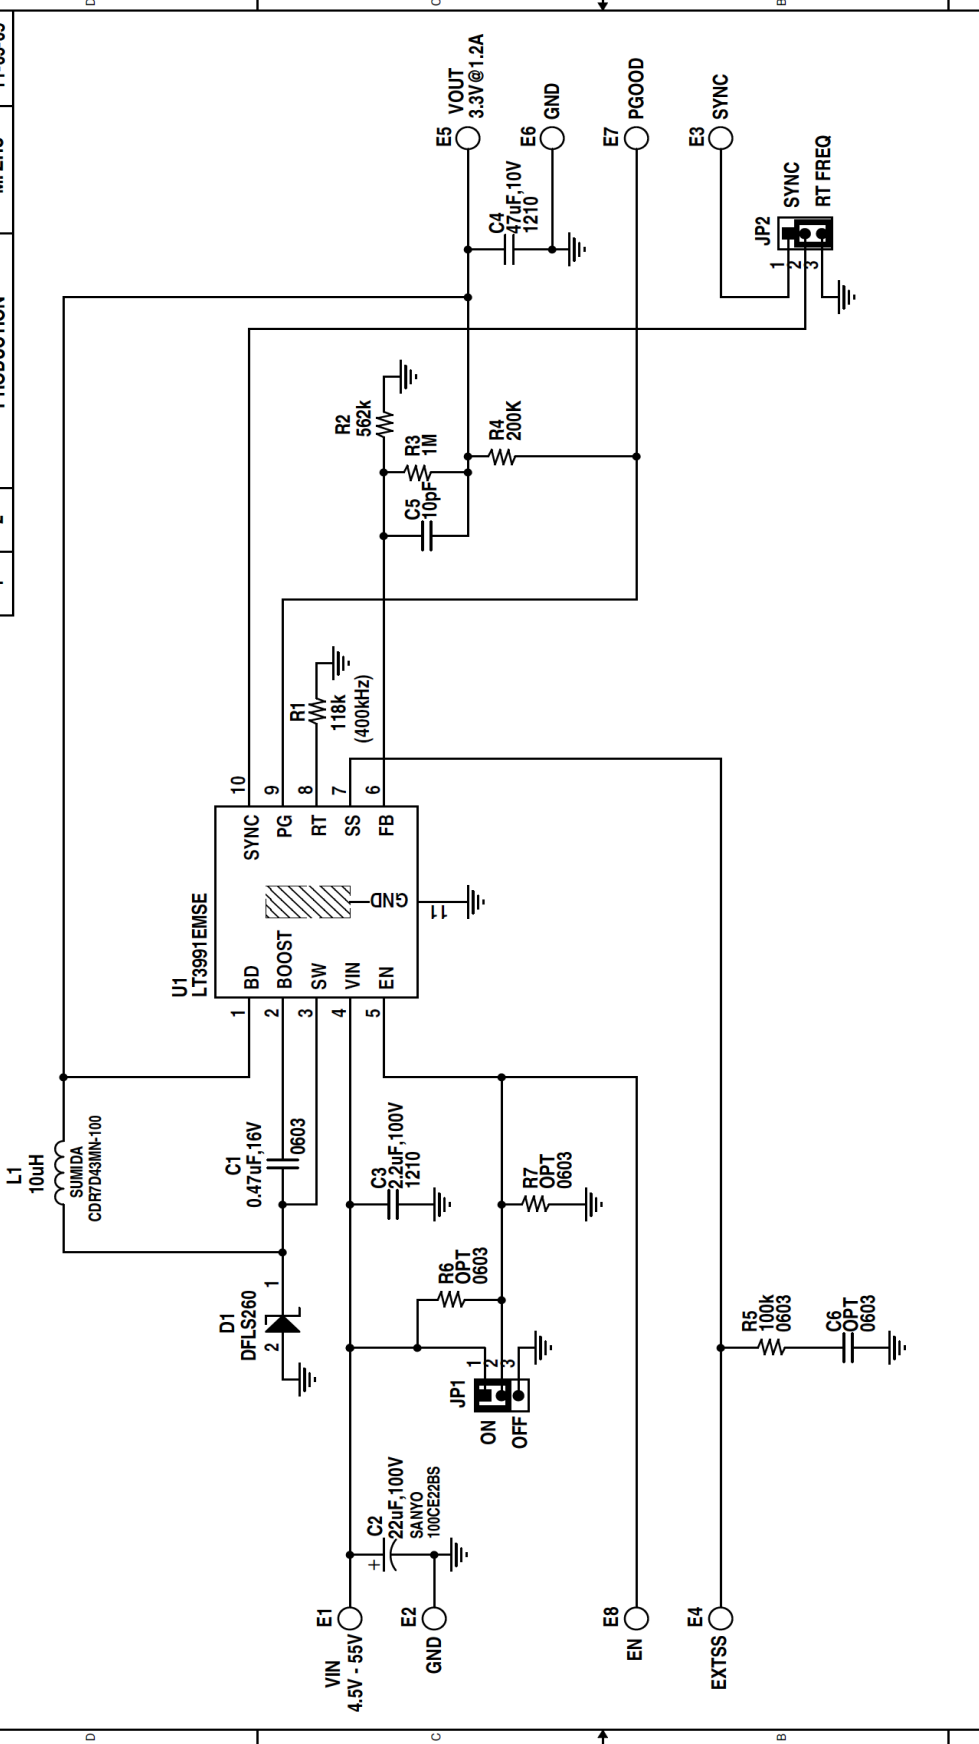 VIN
4.5V - 55V
E1
E2
GND
E8
EN
E4
EXTSS
+
C2
22uF,100V
SANYO
100CE22BS
D1
DFLS260
2
1
JP1
ON
OFF
1
2
3
R6
OPT
0603
R5
100k
0603
C6
OPT
0603
L1
10uH
SUMIDA
CDR7D43MN-100
C1
0.47uF,16V
0603
C3
2.2uF,100V
1210
R7
OPT
0603
U1
LT3991EMSE
1
2
3
4
5
BD
BOOST
SW
VIN
EN
GND
11
SYNC
PG
RT
SS
FB
10
9
8
7
6
R1
118k
(400kHz)
C5
10pF
R3
1M
R2
562k
R4
200K
C4
47uF,10V
1210
JP2
1
2
3
SYNC
RT FREQ
E5
VOUT
3.3V@1.2A
E6
GND
E7
PGOOD
E3
SYNC
D
C
B
D
C
B